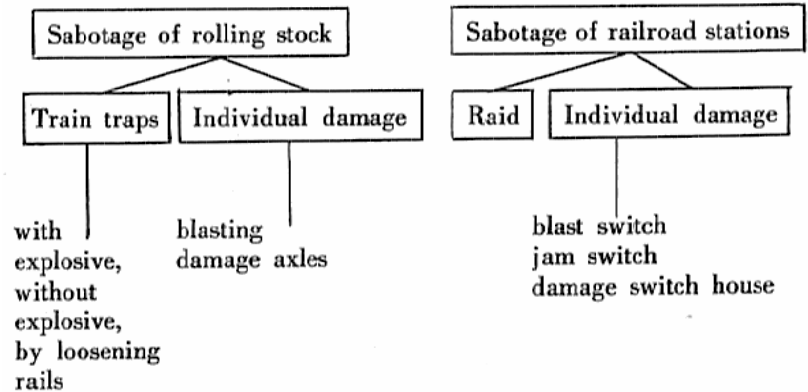 Sabotage of rolling stock
Sabotage of railroad stations
Train traps
Individual damage
Raid
Individual damage
with
explosive,
without
explosive,
by loosening
rails
blasting
damage axles
blast switch
jam switch
damage switch house